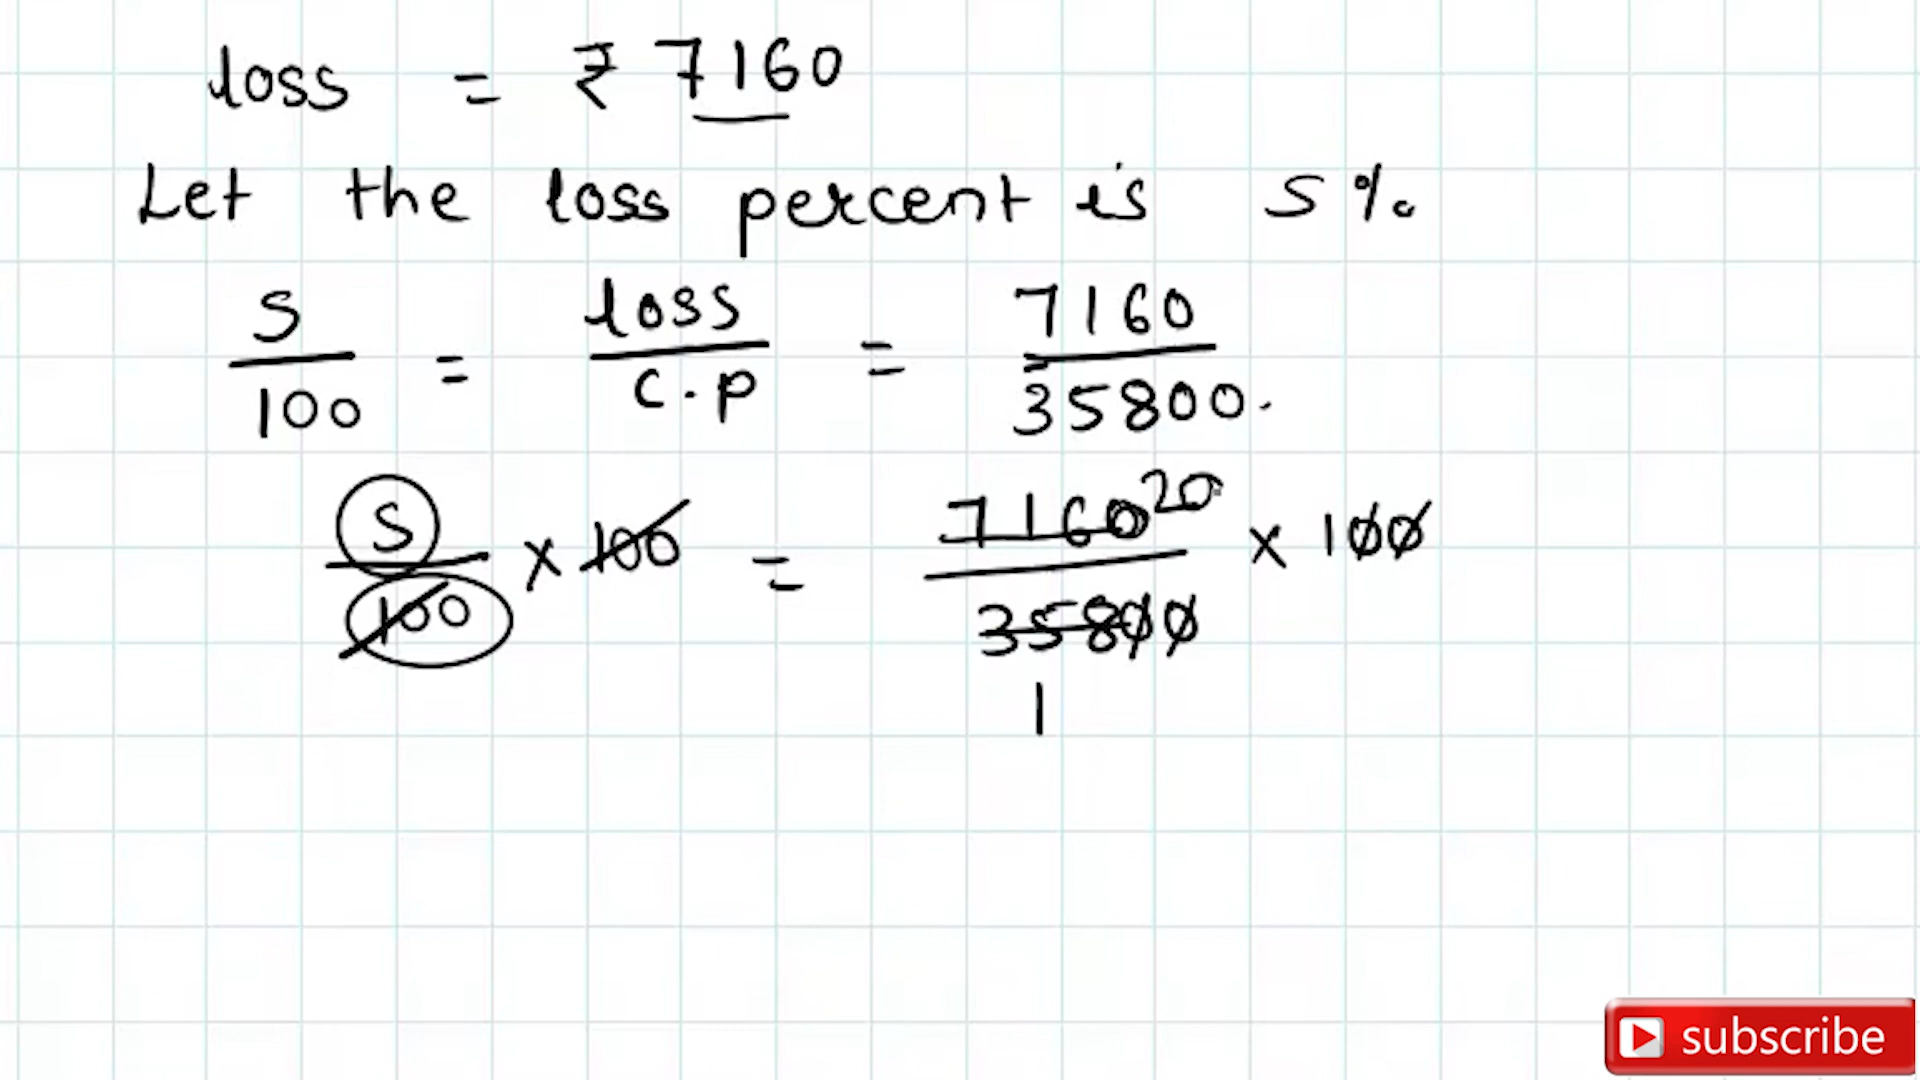 loss = ₹ 7160
Let the loss percent is S%.
S/100 = loss/C.P = 7160/35800.
S/100 × 100 = 7160 20/35800 × 100
1
subscribe